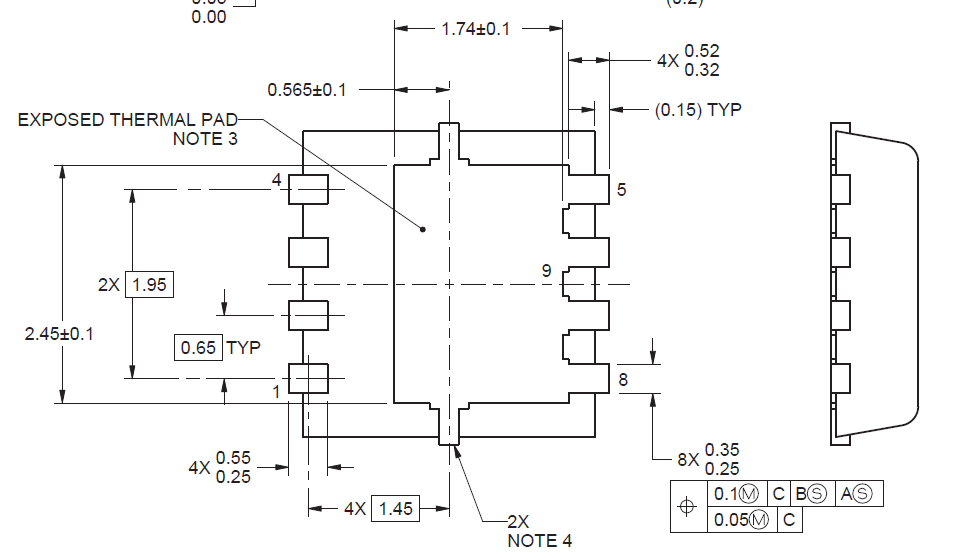 0.00
(0.2)
1.74±0.1
4X 0.52
0.32
0.565±0.1
(0.15) TYP
EXPOSED THERMAL PAD
NOTE 3
4
5
9
2X 1.95
2.45±0.1
0.65 TYP
1
8
4X 0.55
0.25
8X 0.35
0.25
0.1Ⓜ C BⓈ AⓈ
0.05Ⓜ C
4X 1.45
2X
NOTE 4